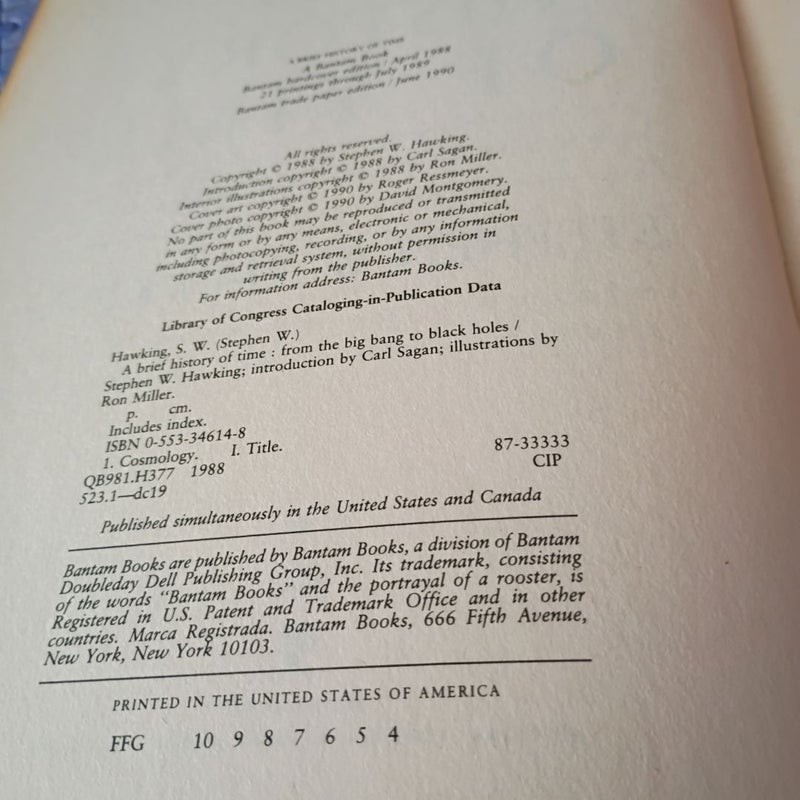 A BRIEF HISTORY OF TIME
A Bantam Book
Bantam hardcover edition / April 1988
21 printings through July 1989
Bantam trade paper edition / June 1990
All rights reserved.
Copyright © 1988 by Stephen W. Hawking.
Introduction copyright © 1988 by Carl Sagan.
Interior illustrations copyright © 1988 by Ron Miller.
Cover art copyright © 1990 by Roger Ressmeyer.
Cover photo copyright © 1990 by David Montgomery.
No part of this book may be reproduced or transmitted
in any form or by any means, electronic or mechanical,
including photocopying, recording, or by any information
storage and retrieval system, without permission in
writing from the publisher.
For information address: Bantam Books.
Library of Congress Cataloging-in-Publication Data
Hawking, S. W. (Stephen W.)
A brief history of time : from the big bang to black holes /
Stephen W. Hawking; introduction by Carl Sagan; illustrations by
Ron Miller.
p. cm.
Includes index.
ISBN 0-553-34614-8
1. Cosmology. I. Title.
QB981.H377 1988 87-33333
523.1—dc19 CIP
Published simultaneously in the United States and Canada
Bantam Books are published by Bantam Books, a division of Bantam
Doubleday Dell Publishing Group, Inc. Its trademark, consisting
of the words "Bantam Books" and the portrayal of a rooster, is
Registered in U.S. Patent and Trademark Office and in other
countries. Marca Registrada. Bantam Books, 666 Fifth Avenue,
New York, New York 10103.
PRINTED IN THE UNITED STATES OF AMERICA
FFG 10 9 8 7 6 5 4